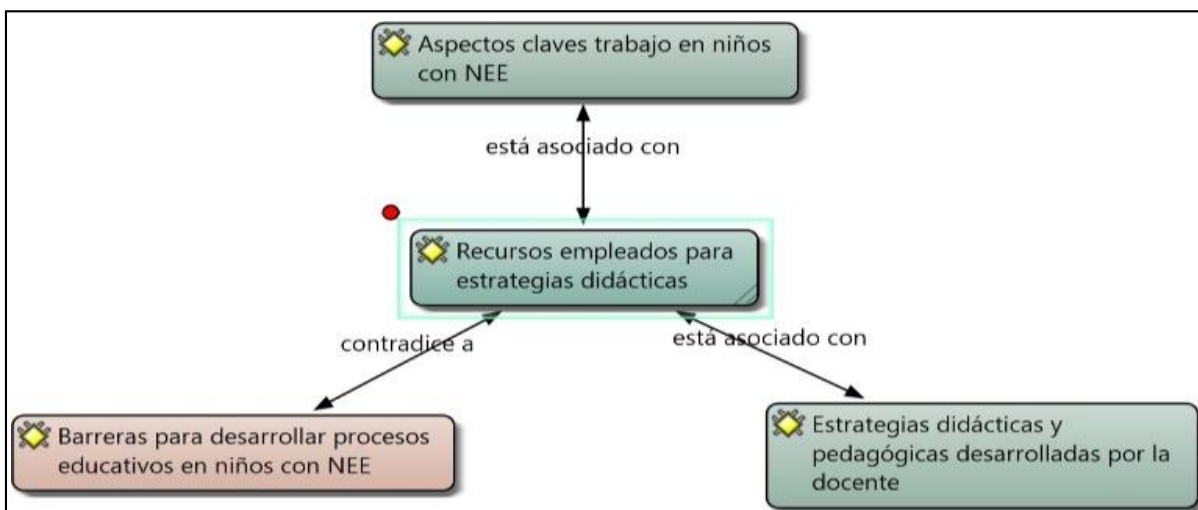 Aspectos claves trabajo en niños
con NEE
está asociado con
Recursos empleados para
estrategias didácticas
contradice a
está asociado con
Barreras para desarrollar procesos
educativos en niños con NEE
Estrategias didácticas y
pedagógicas desarrolladas por la
docente